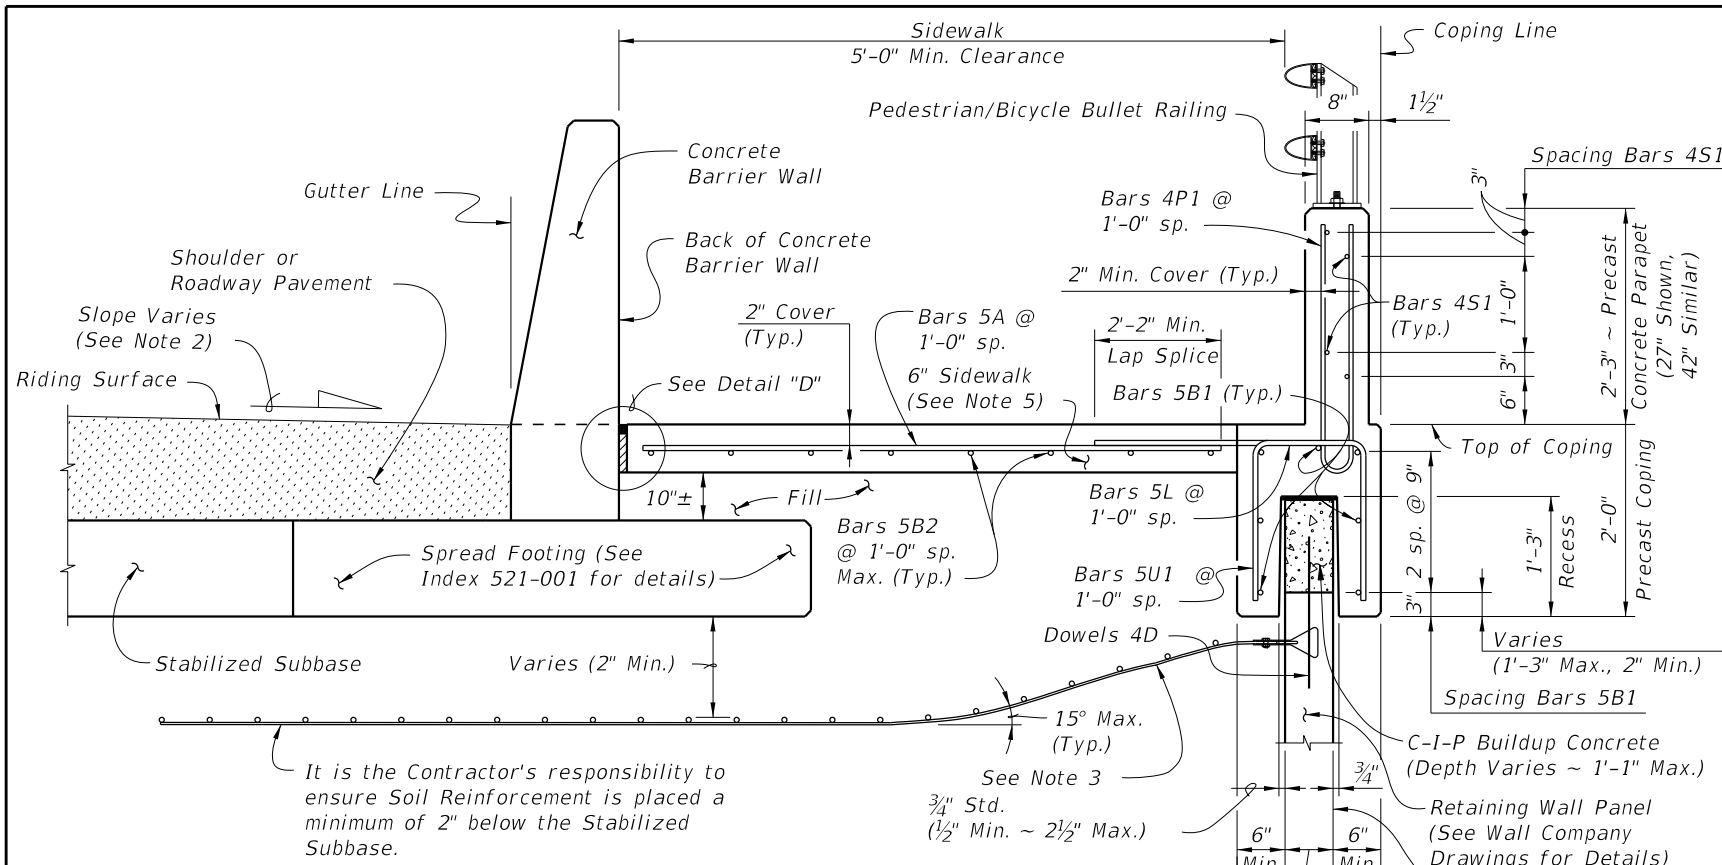 Sidewalk
5'-0" Min. Clearance
Coping Line
Pedestrian/Bicycle Bullet Railing
8"
1½"
Spacing Bars 4S1
3"
Concrete
Barrier Wall
Gutter Line
Bars 4P1 @
1'-0" sp.
Back of Concrete
Barrier Wall
Shoulder or
Roadway Pavement
2" Min. Cover (Typ.)
Slope Varies
(See Note 2)
2" Cover
(Typ.)
Bars 5A @
1'-0" sp.
2'-2" Min.
Lap Splice
Bars 4S1
(Typ.)
1'-0"
3"
6"
2'-3" ~ Precast
Concrete Parapet
(27" Shown,
42" Similar)
Riding Surface
See Detail "D"
6" Sidewalk
(See Note 5)
Bars 5B1 (Typ.)
Top of Coping
10"±
Fill
Bars 5L @
1'-0" sp.
Bars 5B2
@ 1'-0" sp.
Max. (Typ.)
2 sp. @ 9"
3"
1'-3"
Recess
2'-0"
Precast Coping
Spread Footing (See
Index 521-001 for details)
Bars 5U1 @
1'-0" sp.
Dowels 4D
Stabilized Subbase
Varies (2" Min.)
Varies
(1'-3" Max., 2" Min.)
Spacing Bars 5B1
15° Max.
(Typ.)
C-I-P Buildup Concrete
(Depth Varies ~ 1'-1" Max.)
It is the Contractor's responsibility to
ensure Soil Reinforcement is placed a
minimum of 2" below the Stabilized
Subbase.
See Note 3
¾" Std.
(½" Min. ~ 2½" Max.)
¾"
Retaining Wall Panel
(See Wall Company
Drawings for Details)
6"
Min
6"
Min